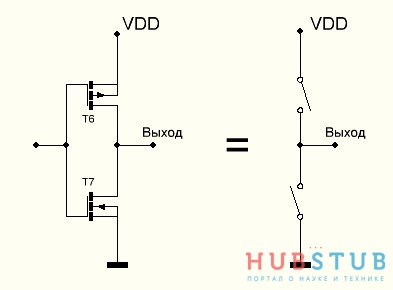 VDD
VDD
T6
Выход
Выход
=
T7
HUBSTUB
ПОРТАЛ О НАУКЕ И ТЕХНИКЕ